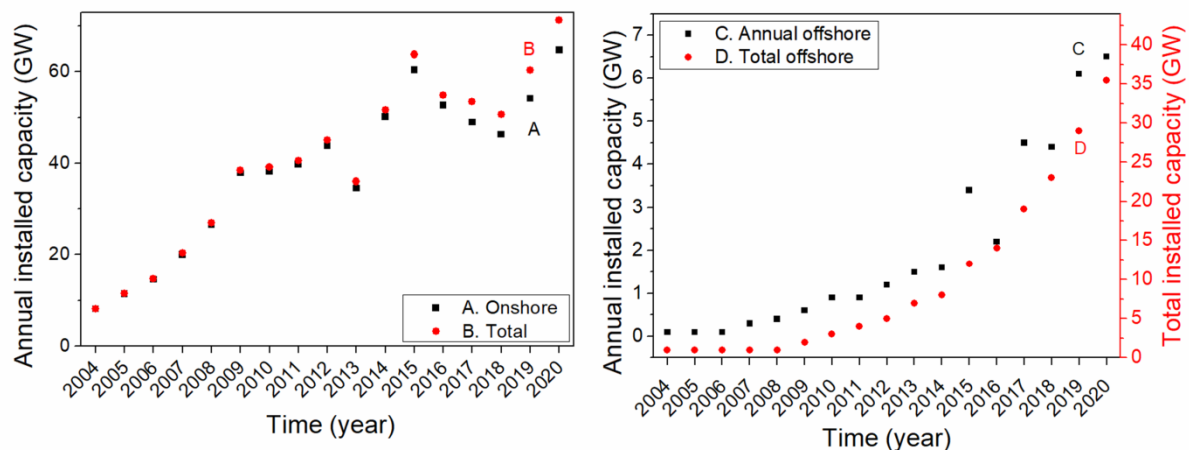 Annual installed capacity (GW)
60
40
20
0
B
A
A. Onshore
B. Total
2004 2005 2006 2007 2008 2009 2010 2011 2012 2013 2014 2015 2016 2017 2018 2019 2020
Time (year)
Annual installed capacity (GW)
7
6
5
4
3
2
1
0
C. Annual offshore
D. Total offshore
C
D
40
35
30
25
20
15
10
5
0
Total installed capacity (GW)
2004 2005 2006 2007 2008 2009 2010 2011 2012 2013 2014 2015 2016 2017 2018 2019 2020
Time (year)